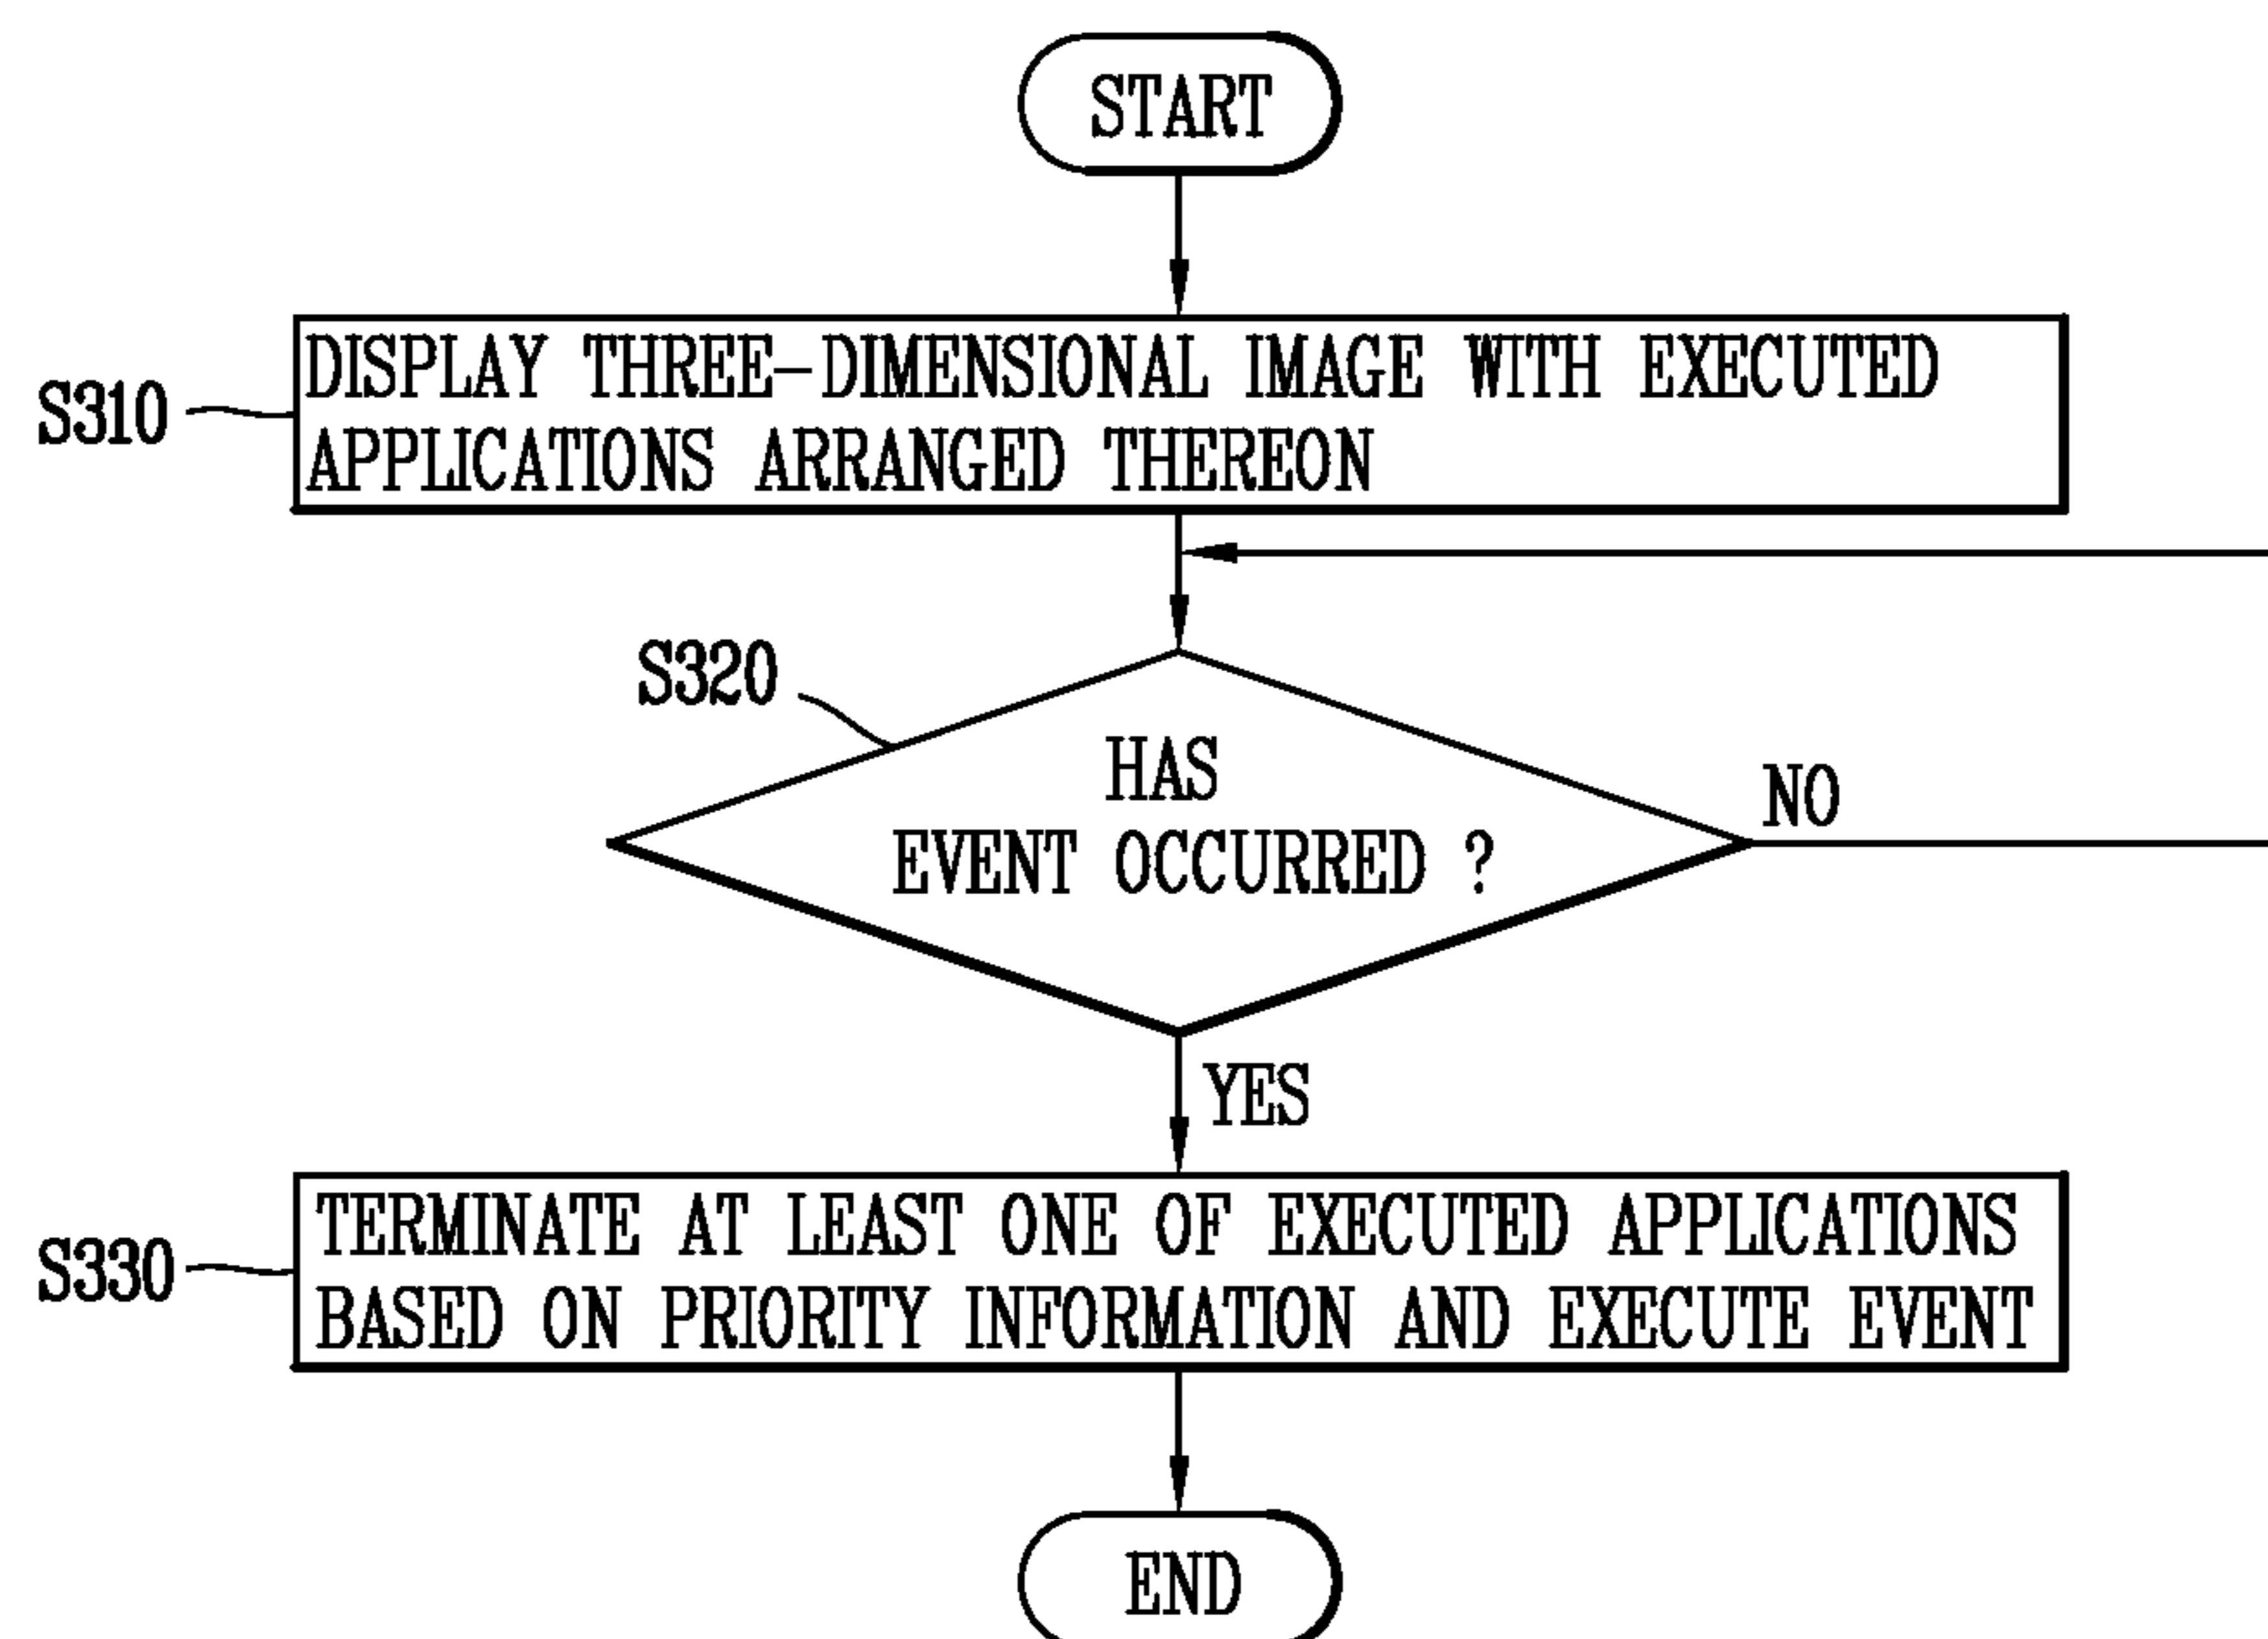 START
S310
DISPLAY THREE-DIMENSIONAL IMAGE WITH EXECUTED
APPLICATIONS ARRANGED THEREON
S320
HAS
EVENT OCCURRED ?
NO
YES
S330
TERMINATE AT LEAST ONE OF EXECUTED APPLICATIONS
BASED ON PRIORITY INFORMATION AND EXECUTE EVENT
END